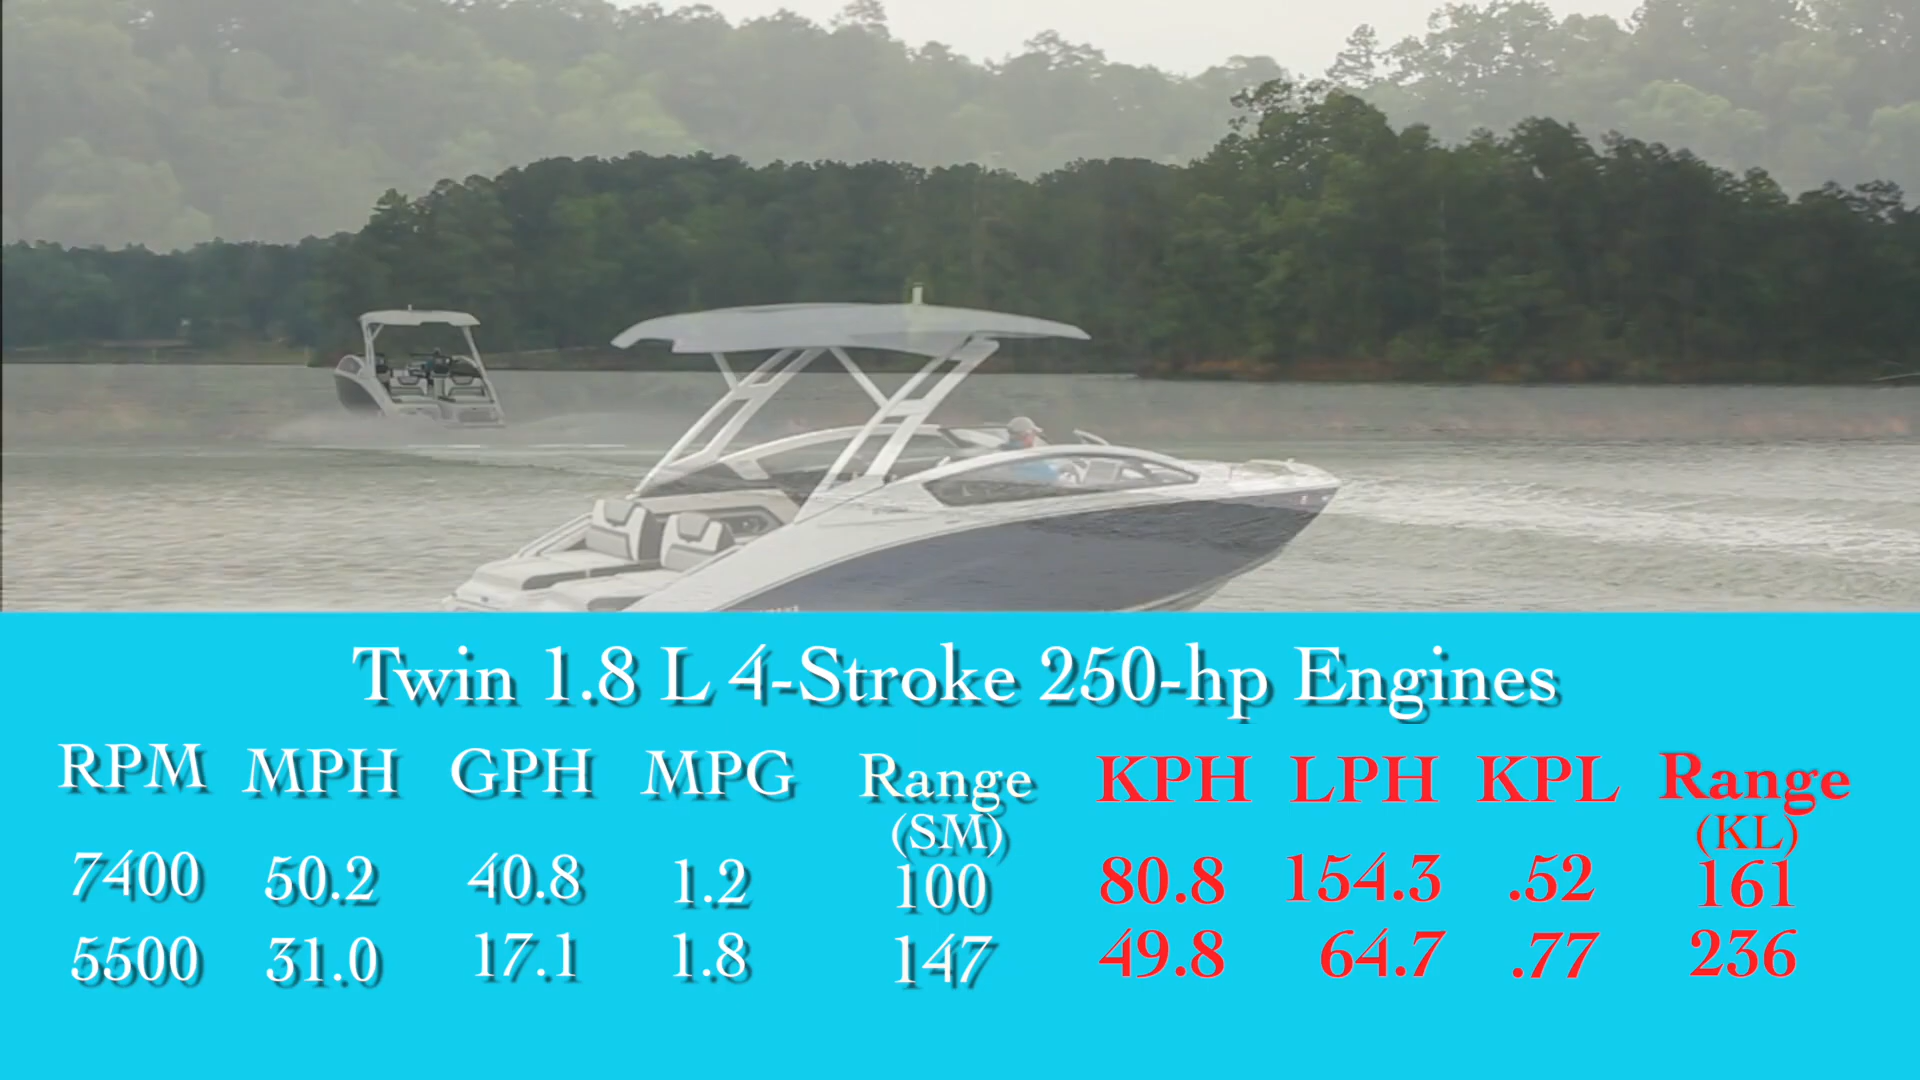 Twin 1.8 L 4-Stroke 250-hp Engines
RPM MPH GPH MPG Range KPH LPH KPL Range
(SM) (KL)
7400 50.2 40.8 1.2 100 80.8 154.3 .52 161
5500 31.0 17.1 1.8 147 49.8 64.7 .77 236